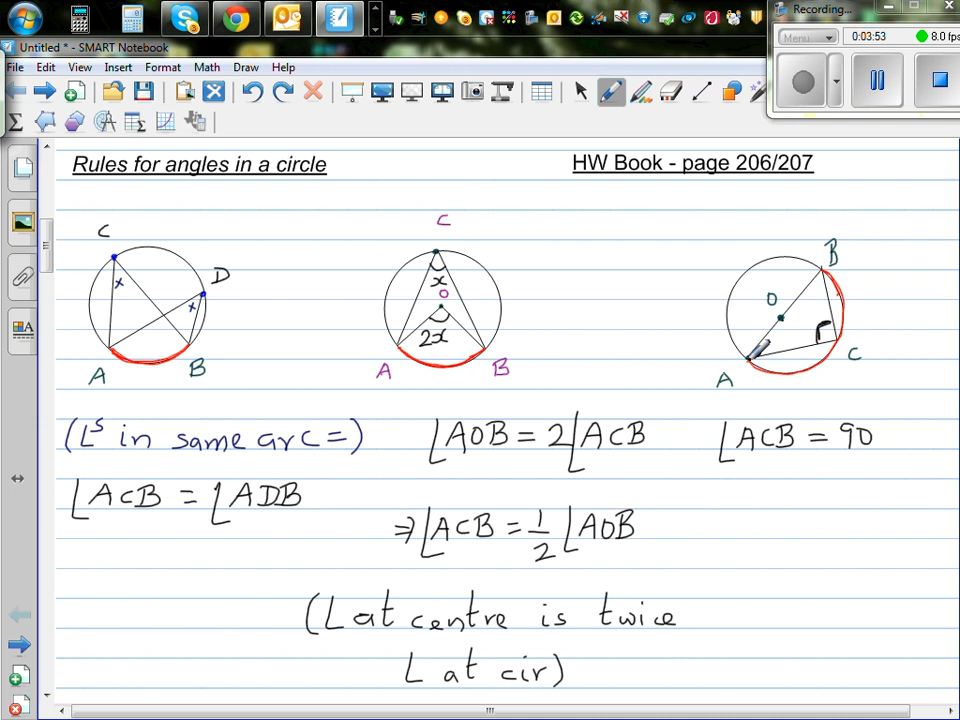 Recording...
Menu
0:03:53
8.0 fps
Untitled * - SMART Notebook
File Edit View Insert Format Math Draw Help
Rules for angles in a circle
HW Book - page 206/207
C
D
x
x
A
B
C
x
O
2x
A
B
B
O
C
A
(∠s in same arc =)
∠ACB = ∠ADB
∠AOB = 2∠ACB
⇒ ∠ACB = 1/2 ∠AOB
(∠ at centre is twice
∠ at cir)
∠ACB = 90